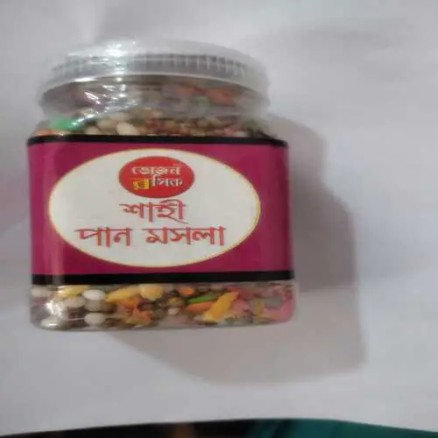 ভোজন
রসিক
শাহী
পান মসলা